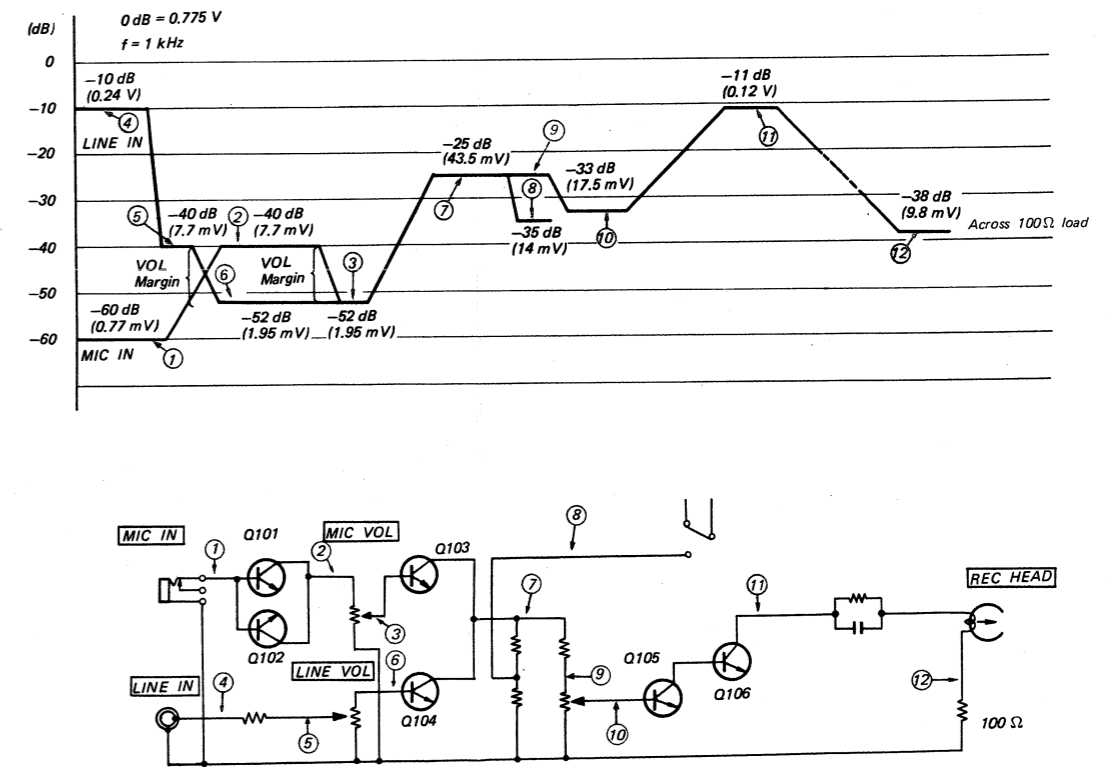 (dB)
0 dB = 0.775 V
f = 1 kHz
0
−10
−20
−30
−40
−50
−60
−10 dB
(0.24 V)
4
LINE IN
5
−40 dB
(7.7 mV)
2
−40 dB
(7.7 mV)
VOL
Margin
6
VOL
Margin
3
−60 dB
(0.77 mV)
−52 dB
(1.95 mV)
−52 dB
(1.95 mV)
MIC IN
1
−25 dB
(43.5 mV)
7
9
8
−35 dB
(14 mV)
−33 dB
(17.5 mV)
10
−11 dB
(0.12 V)
11
−38 dB
(9.8 mV)
12
Across 100Ω load
MIC IN
1
Q101
Q102
2
MIC VOL
3
Q103
LINE IN
4
5
LINE VOL
6
Q104
7
8
9
10
Q105
Q106
11
REC HEAD
12
100 Ω